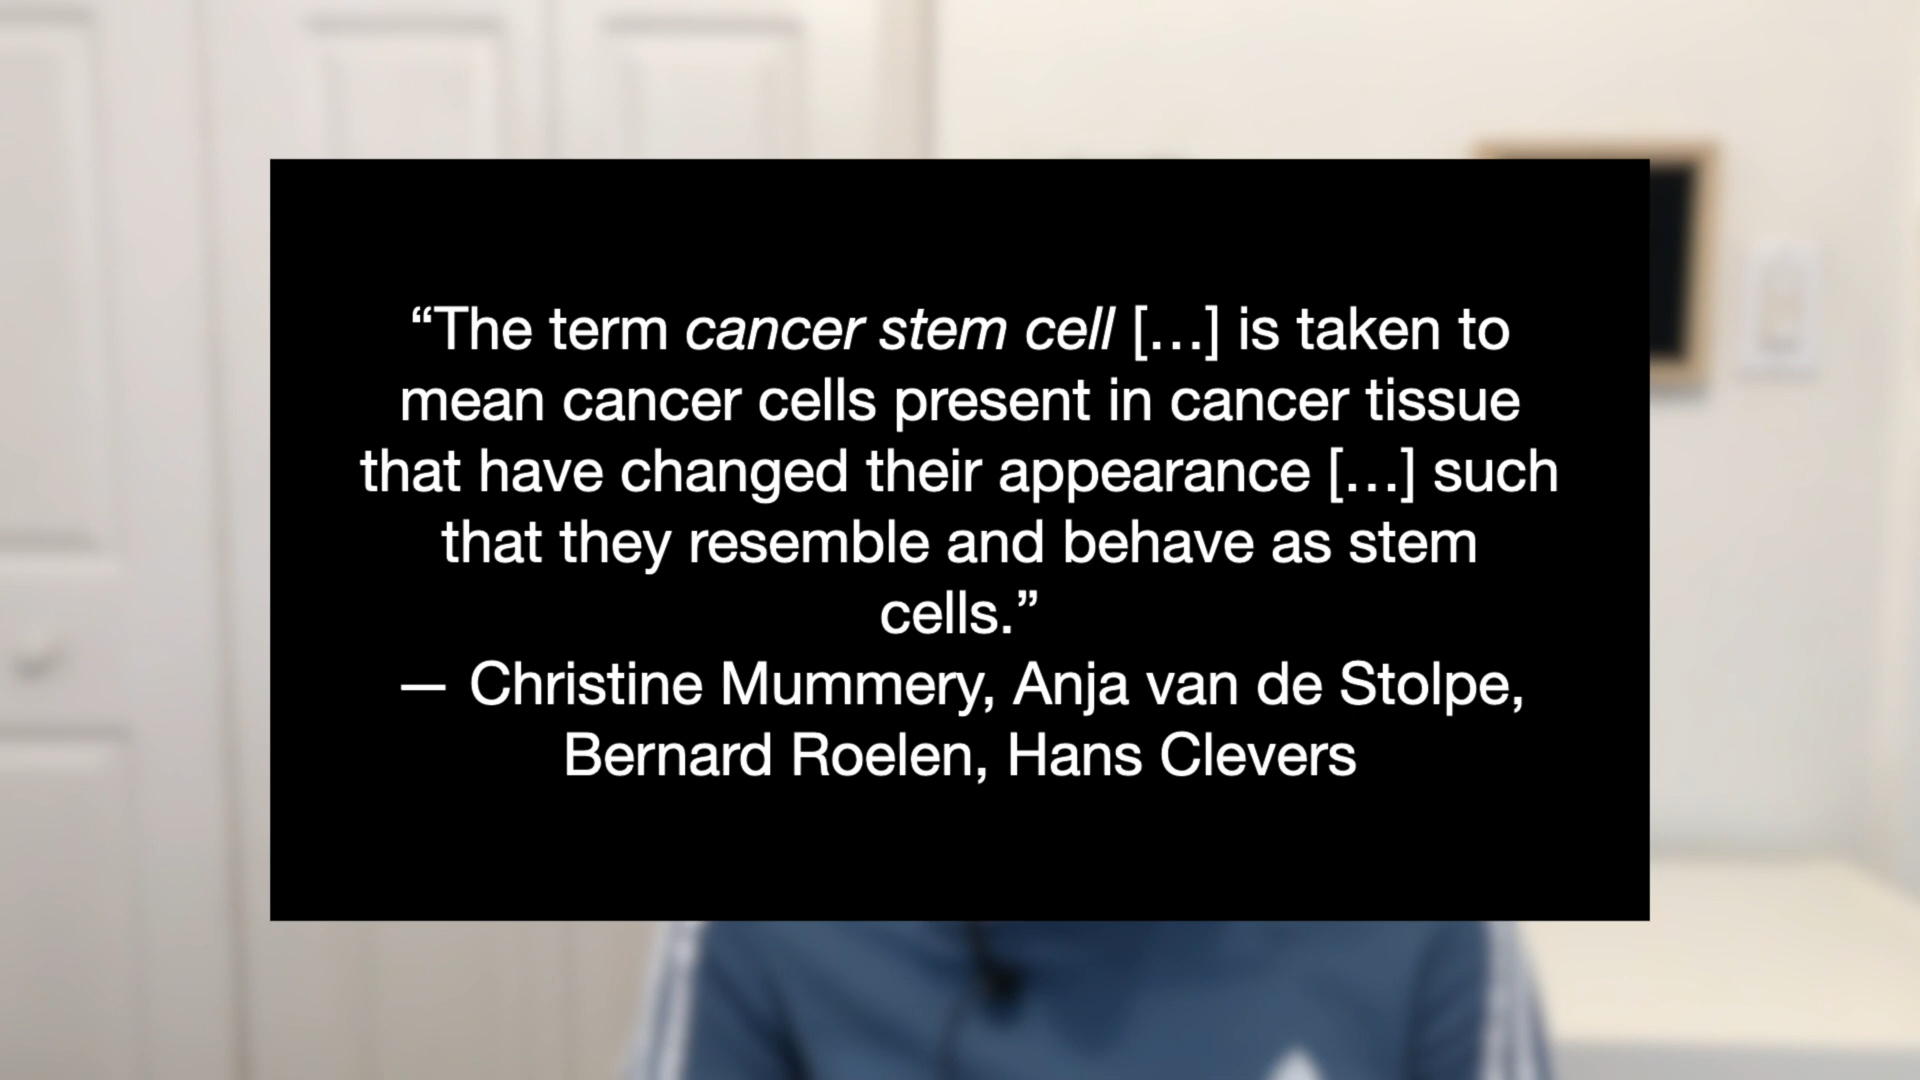 “The term cancer stem cell […] is taken to
mean cancer cells present in cancer tissue
that have changed their appearance […] such
that they resemble and behave as stem
cells.”
— Christine Mummery, Anja van de Stolpe,
Bernard Roelen, Hans Clevers